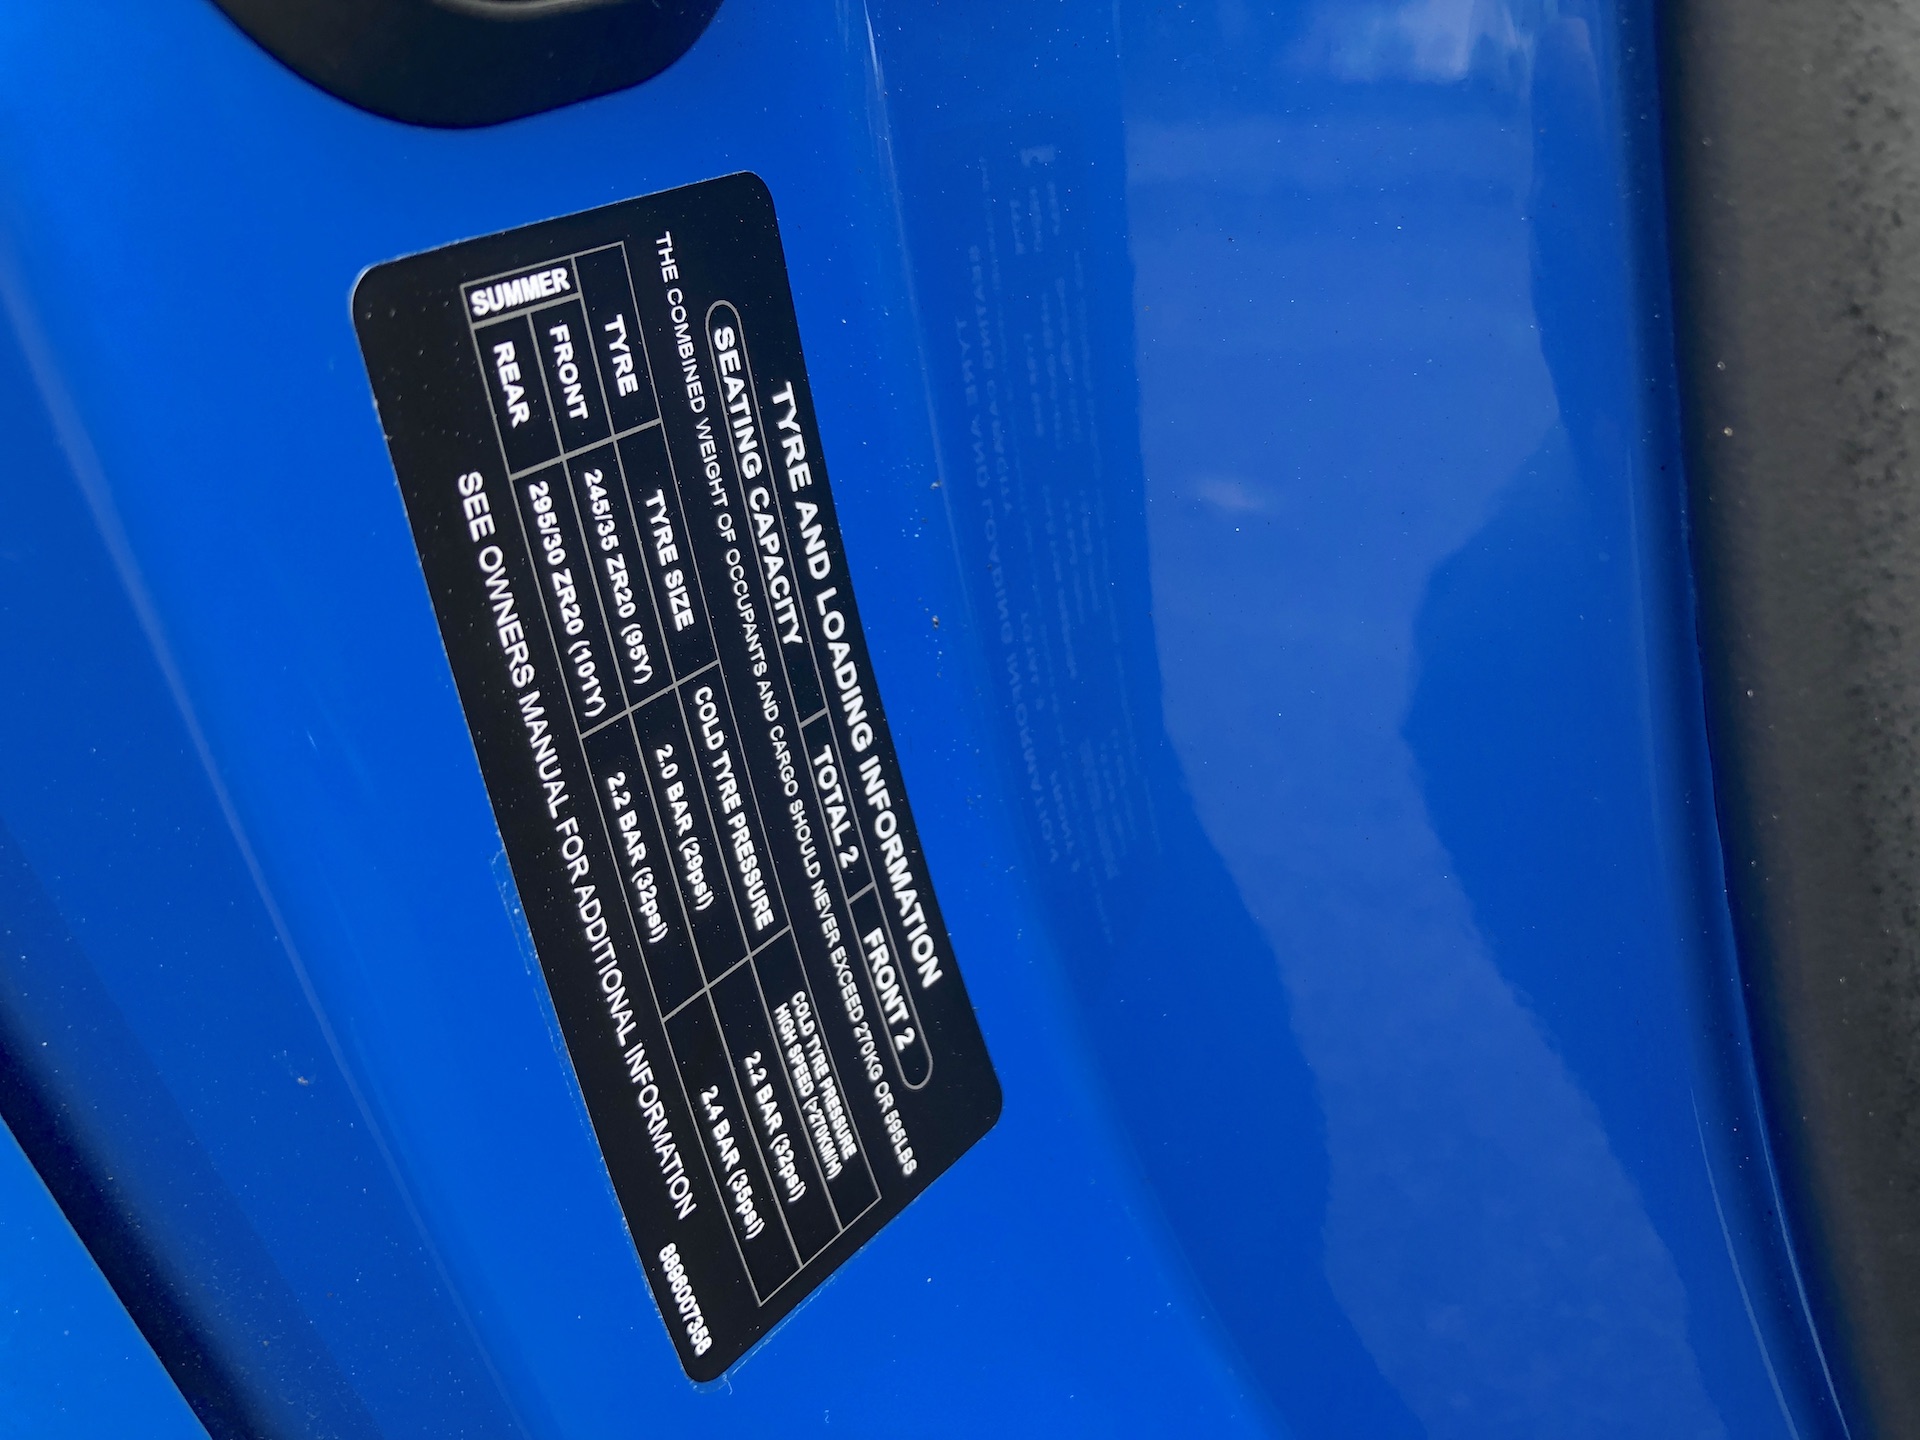 TYRE AND LOADING INFORMATION
SEATING CAPACITY TOTAL 2 FRONT 2
THE COMBINED WEIGHT OF OCCUPANTS AND CARGO SHOULD NEVER EXCEED 270KG OR 595LBS
TYRE TYRE SIZE COLD TYRE PRESSURE COLD TYRE PRESSURE
HIGH SPEED (>270KM/H)
SUMMER
FRONT 245/35 ZR20 (95Y) 2.0 BAR (29psi) 2.2 BAR (32psi)
REAR 295/30 ZR20 (101Y) 2.2 BAR (32psi) 2.4 BAR (35psi)
SEE OWNERS MANUAL FOR ADDITIONAL INFORMATION 8896007358